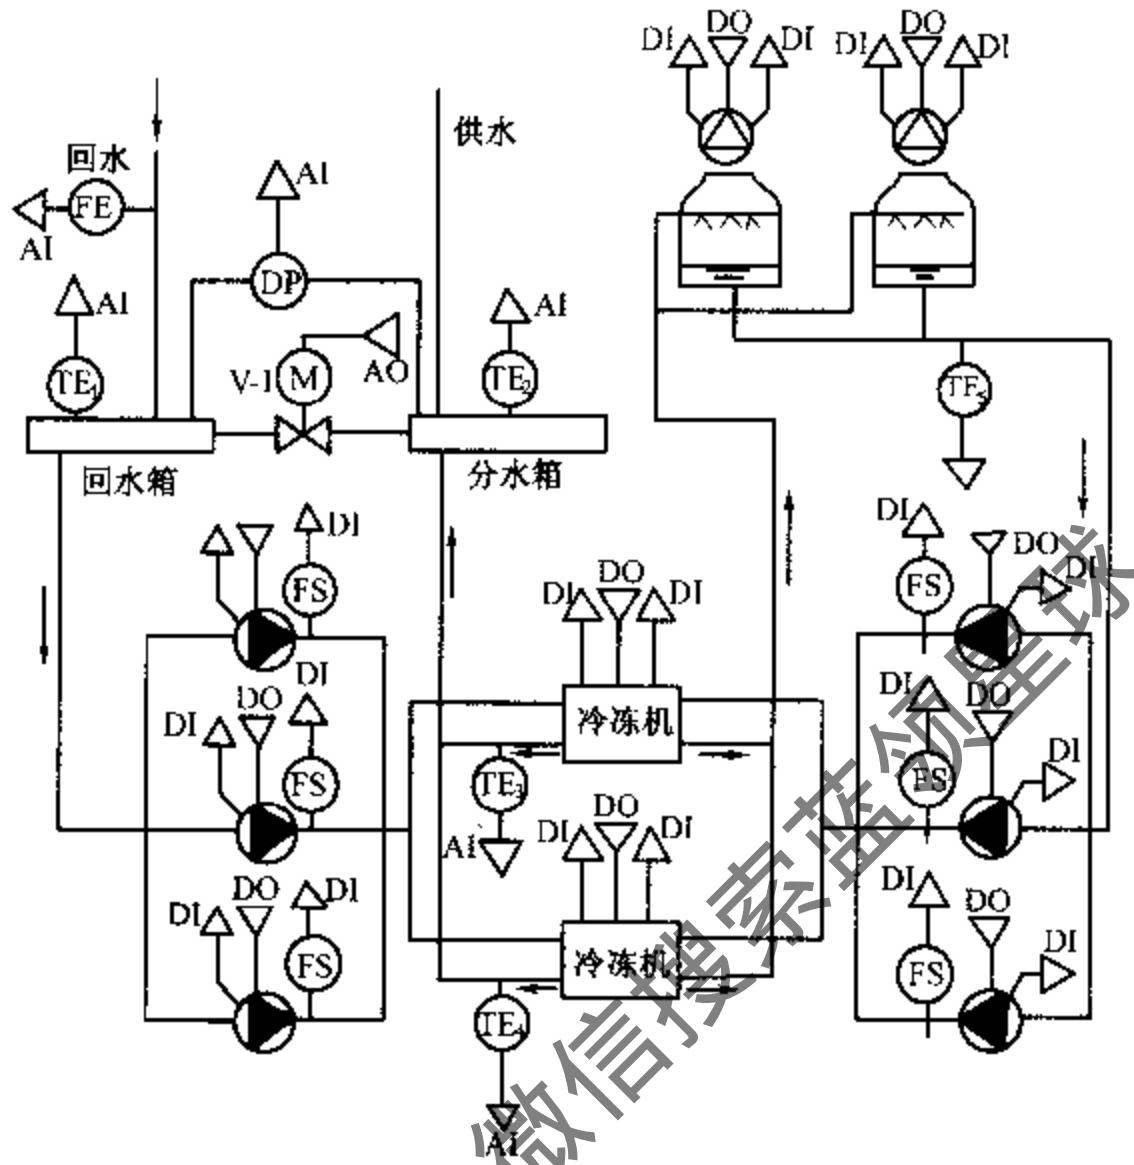 DI DO DI DI DO DI
供水
回水
FE
AI
AI
DP
AI
TE1
V-1
M
AO
AI
TE2
TE5
回水箱
分水箱
DI
FS
DI
DO
DI
FS
DI
DO
DI
FS
DI
DO
DI
冷冻机
TE3
AI
DI
DO
DI
冷冻机
TE4
AI
DI
FS
DO
DI
DI
FS
DO
DI
DI
FS
DO
DI
微信搜索蓝领星球